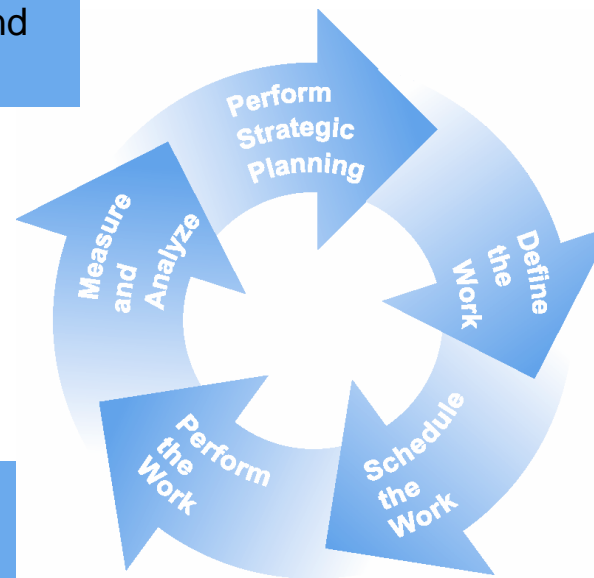 nd
Perform
Strategic
Planning
Define
the
Work
Schedule
the
Work
Perform
the
Work
Measure
and
Analyze